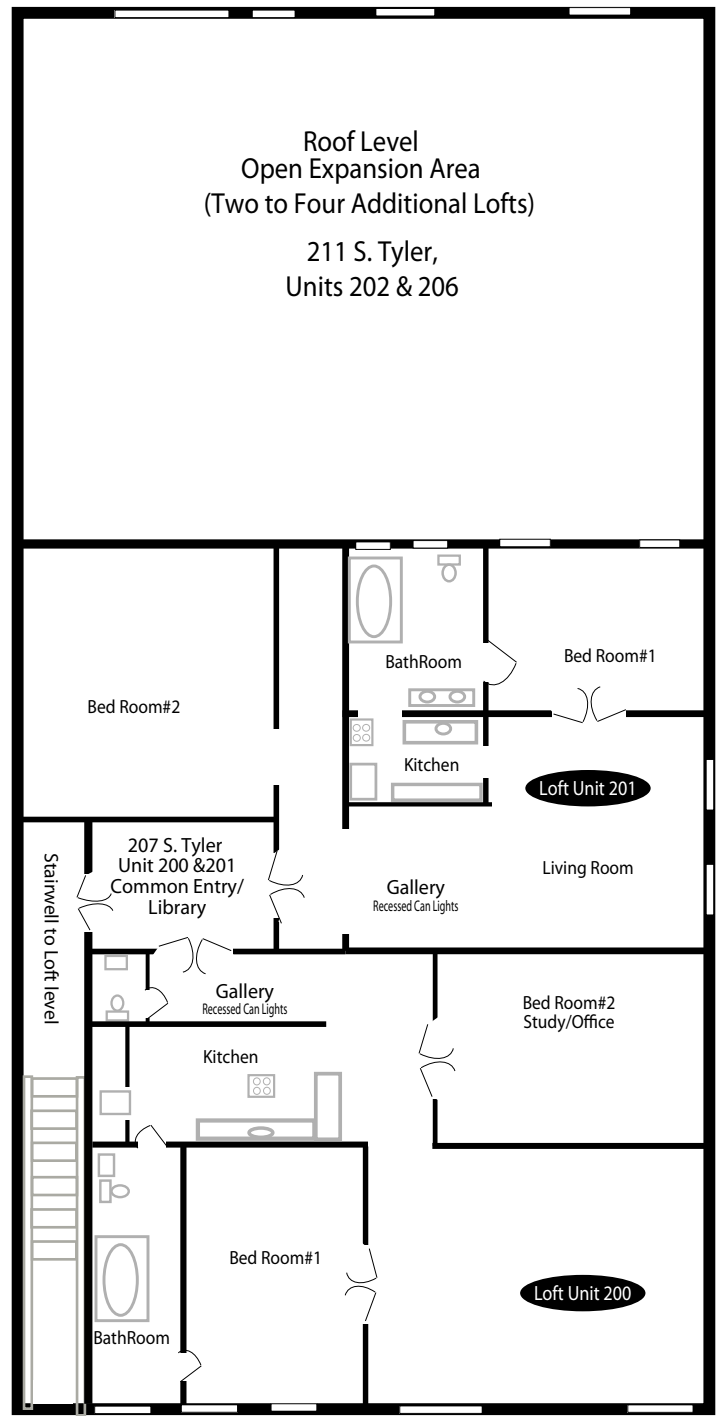 Roof Level
Open Expansion Area
(Two to Four Additional Lofts)
211 S. Tyler,
Units 202 & 206
BathRoom
Bed Room#1
Bed Room#2
Kitchen
Loft Unit 201
207 S. Tyler
Unit 200 &201
Common Entry/
Library
Stairwell to Loft level
Gallery
Recessed Can Lights
Living Room
Gallery
Recessed Can Lights
Bed Room#2
Study/Office
Kitchen
Bed Room#1
Loft Unit 200
BathRoom